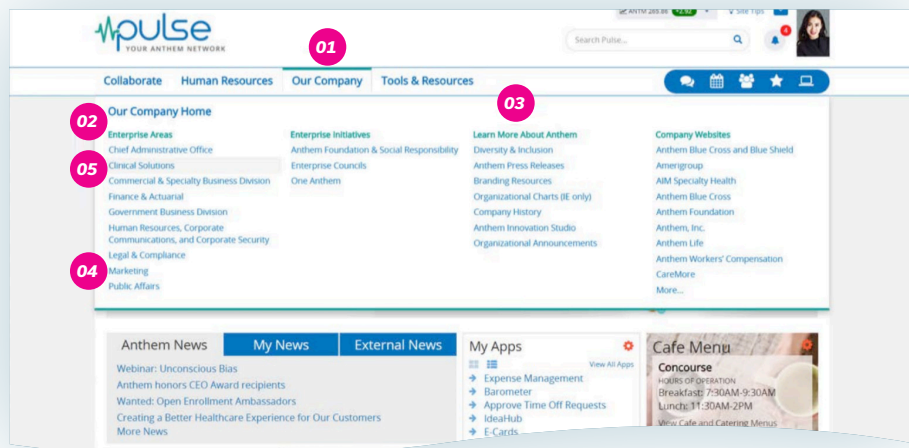 ANTM 285.86 +2.92
Site Tips
pulse
YOUR ANTHEM NETWORK
Search Pulse...
4
01
Collaborate Human Resources Our Company Tools & Resources
03
Our Company Home
02
Enterprise Areas
Chief Administrative Office
Clinical Solutions
05
Commercial & Specialty Business Division
Finance & Actuarial
Government Business Division
Human Resources, Corporate
Communications, and Corporate Security
Legal & Compliance
04
Marketing
Public Affairs
Enterprise Initiatives
Anthem Foundation & Social Responsibility
Enterprise Councils
One Anthem
Learn More About Anthem
Diversity & Inclusion
Anthem Press Releases
Branding Resources
Organizational Charts (IE only)
Company History
Anthem Innovation Studio
Organizational Announcements
Company Websites
Anthem Blue Cross and Blue Shield
Amerigroup
AIM Specialty Health
Anthem Blue Cross
Anthem Foundation
Anthem, Inc.
Anthem Life
Anthem Workers' Compensation
CareMore
More...
Anthem News My News External News
Webinar: Unconscious Bias
Anthem honors CEO Award recipients
Wanted: Open Enrollment Ambassadors
Creating a Better Healthcare Experience for Our Customers
More News
My Apps
View All Apps
Expense Management
Barometer
Approve Time Off Requests
IdeaHub
E-Cards
Cafe Menu
Concourse
HOURS OF OPERATION
Breakfast: 7:30AM-9:30AM
Lunch: 11:30AM-2PM
View Cafe and Catering Menus